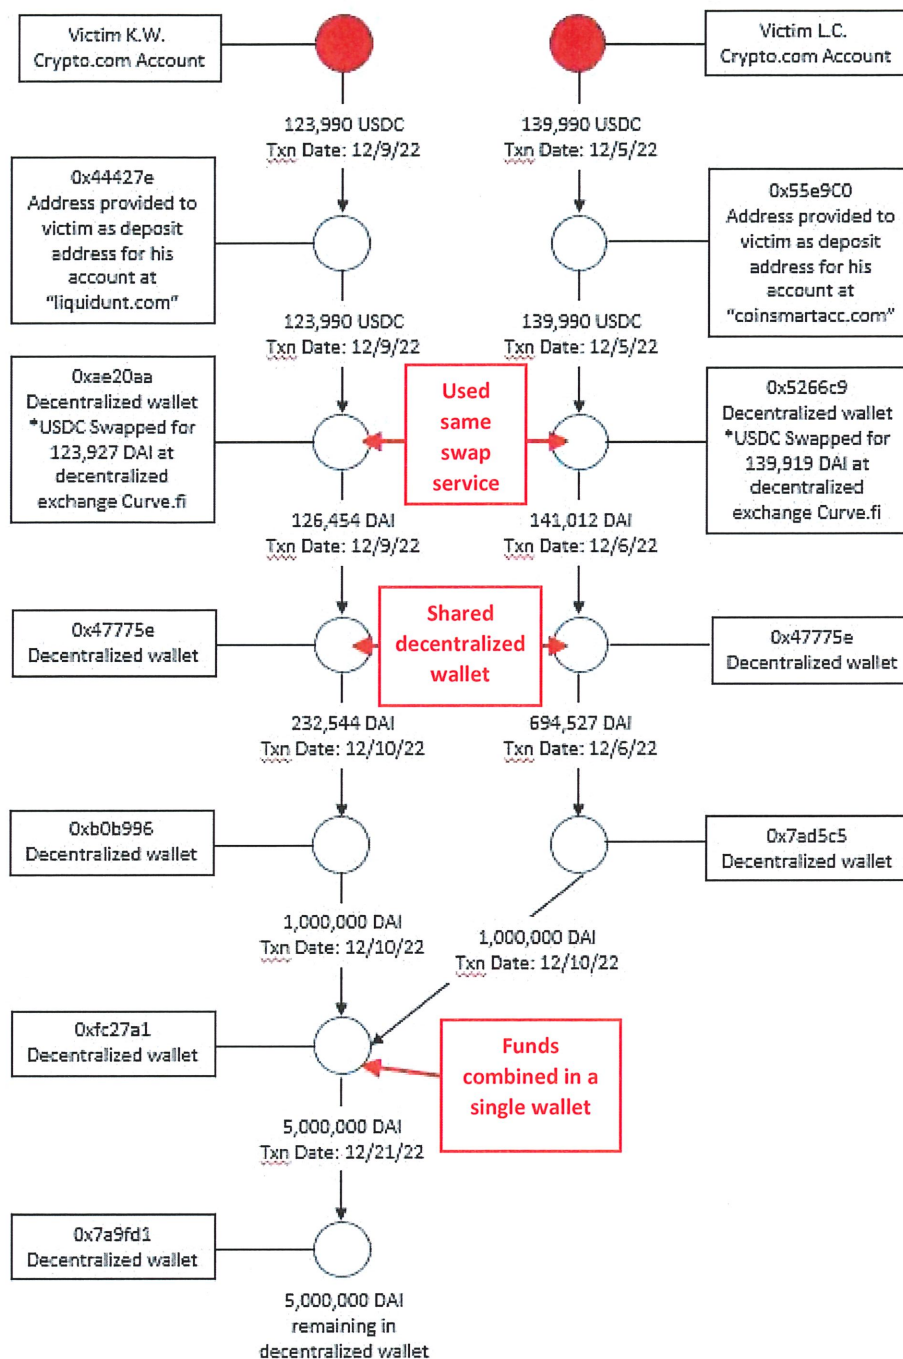 Victim K.W.
Crypto.com Account
Victim L.C.
Crypto.com Account
123,990 USDC
Txn Date: 12/9/22
139,990 USDC
Txn Date: 12/5/22
0x44427e
Address provided to
victim as deposit
address for his
account at
“liquidunt.com”
0x55e9C0
Address provided to
victim as deposit
address for his
account at
“coinsmartacc.com”
123,990 USDC
Txn Date: 12/9/22
139,990 USDC
Txn Date: 12/5/22
0xae20aa
Decentralized wallet
*USDC Swapped for
123,927 DAI at
decentralized
exchange Curve.fi
Used
same
swap
service
0x5266c9
Decentralized wallet
*USDC Swapped for
139,919 DAI at
decentralized
exchange Curve.fi
126,454 DAI
Txn Date: 12/9/22
141,012 DAI
Txn Date: 12/6/22
0x47775e
Decentralized wallet
Shared
decentralized
wallet
0x47775e
Decentralized wallet
232,544 DAI
Txn Date: 12/10/22
694,527 DAI
Txn Date: 12/6/22
0xb0b996
Decentralized wallet
0x7ad5c5
Decentralized wallet
1,000,000 DAI
Txn Date: 12/10/22
1,000,000 DAI
Txn Date: 12/10/22
0xfc27a1
Decentralized wallet
Funds
combined in a
single wallet
5,000,000 DAI
Txn Date: 12/21/22
0x7a9fd1
Decentralized wallet
5,000,000 DAI
remaining in
decentralized wallet